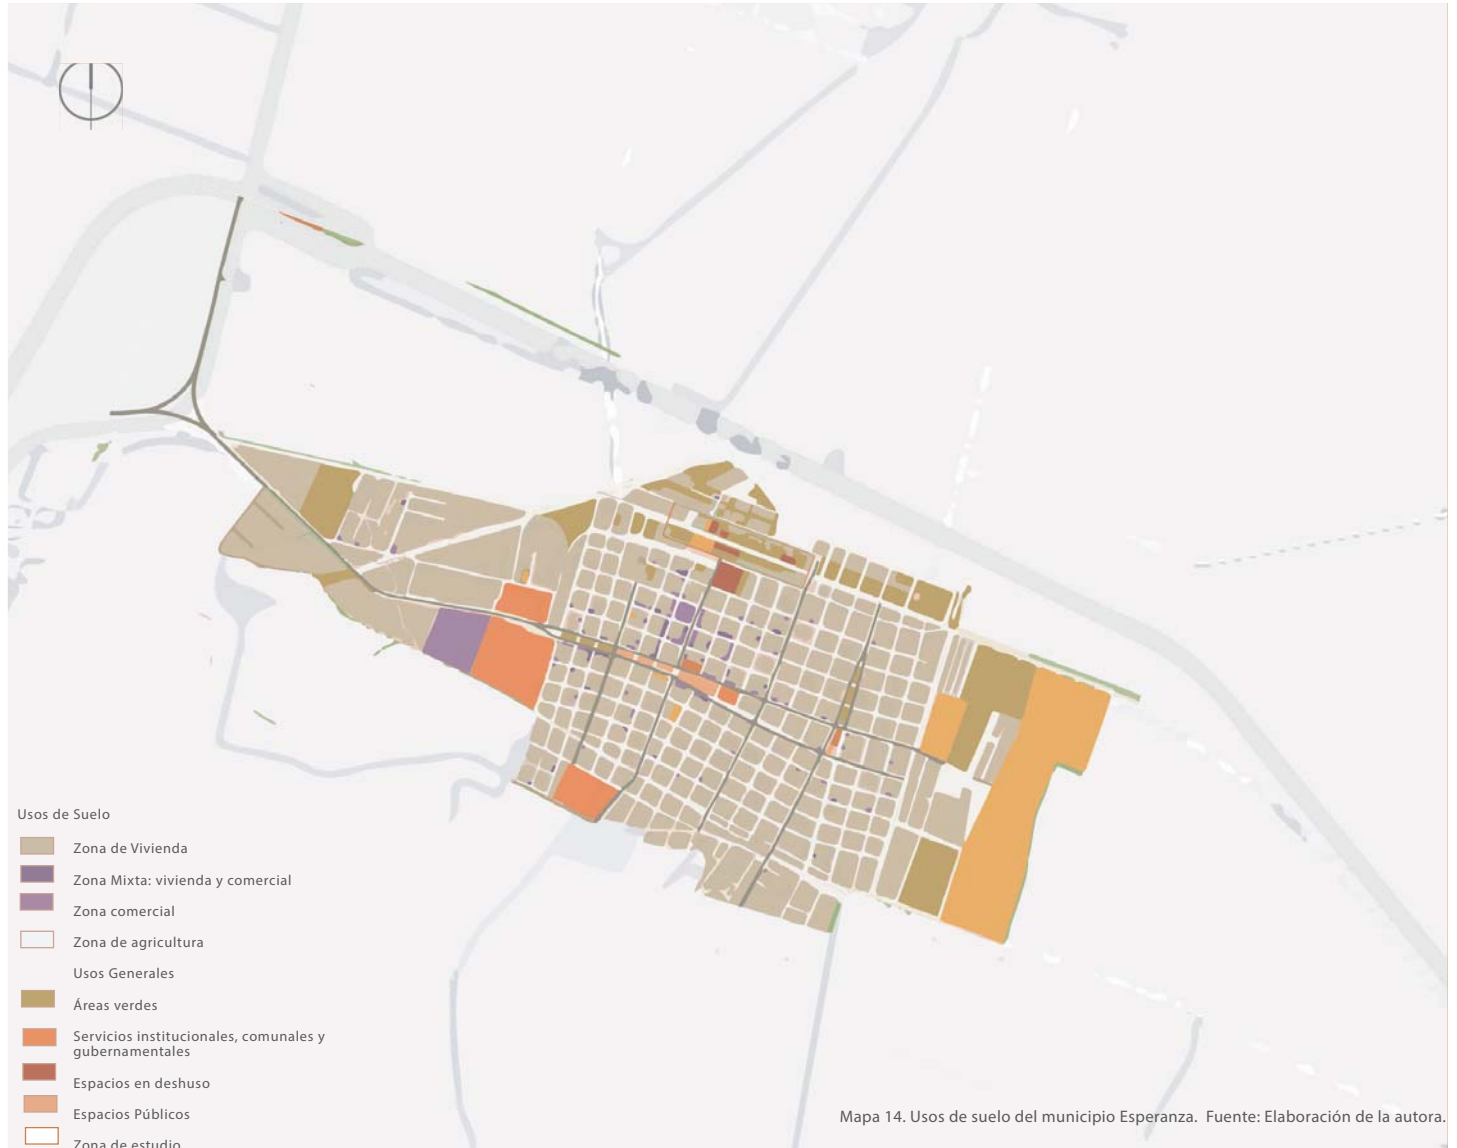 Usos de Suelo
Zona de Vivienda
Zona Mixta: vivienda y comercial
Zona comercial
Zona de agricultura
Usos Generales
Áreas verdes
Servicios institucionales, comunales y
gubernamentales
Espacios en deshuso
Espacios Públicos
Zona de estudio
Mapa 14. Usos de suelo del municipio Esperanza. Fuente: Elaboración de la autora.